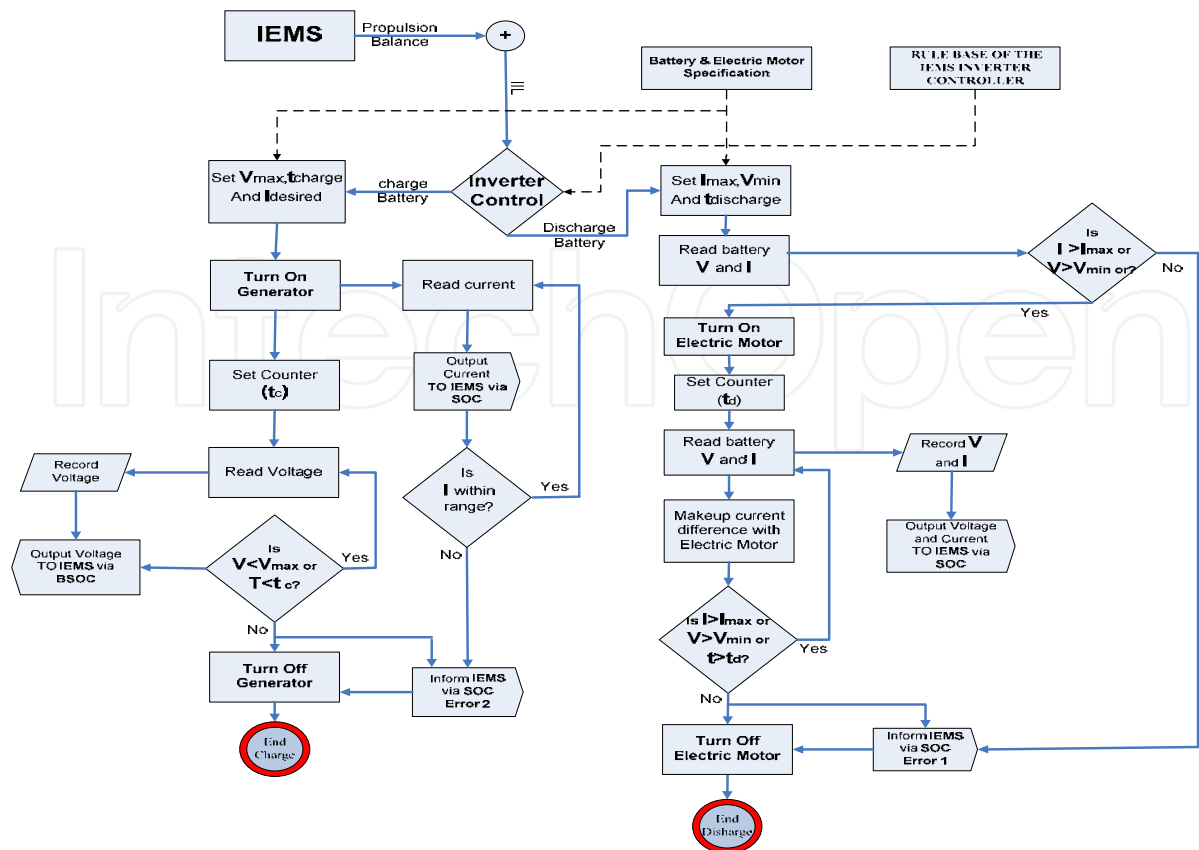 IEMS
Propulsion
Balance
+
Battery & Electric Motor
Specification
RULE BASE OF THE
IEMS INVERTER
CONTROLLER
Set Vmax,tcharge
And Idesired
charge
Battery
Inverter
Control
Discharge
Battery
Set Imax,Vmin
And tdischarge
Is
I >Imax or
V>Vmin or?
No
Yes
Read battery
V and I
Turn On
Generator
Read current
Turn On
Electric Motor
Output
Current
TO IEMS via
SOC
Set Counter
(tc)
Set Counter
(td)
Read battery
V and I
Record V
and I
Record
Voltage
Read Voltage
Is
I within
range?
Yes
No
Makeup current
difference with
Electric Motor
Output Voltage
and Current
TO IEMS via
SOC
Output Voltage
TO IEMS via
BSOC
Is
V<Vmax or
T<tc?
Yes
No
Is I>Imax or
V>Vmin or
t>td?
Yes
No
Turn Off
Generator
Inform IEMS
via SOC
Error 2
End
Charge
Turn Off
Electric Motor
Inform IEMS
via SOC
Error 1
End
Disharge
IntechOpen